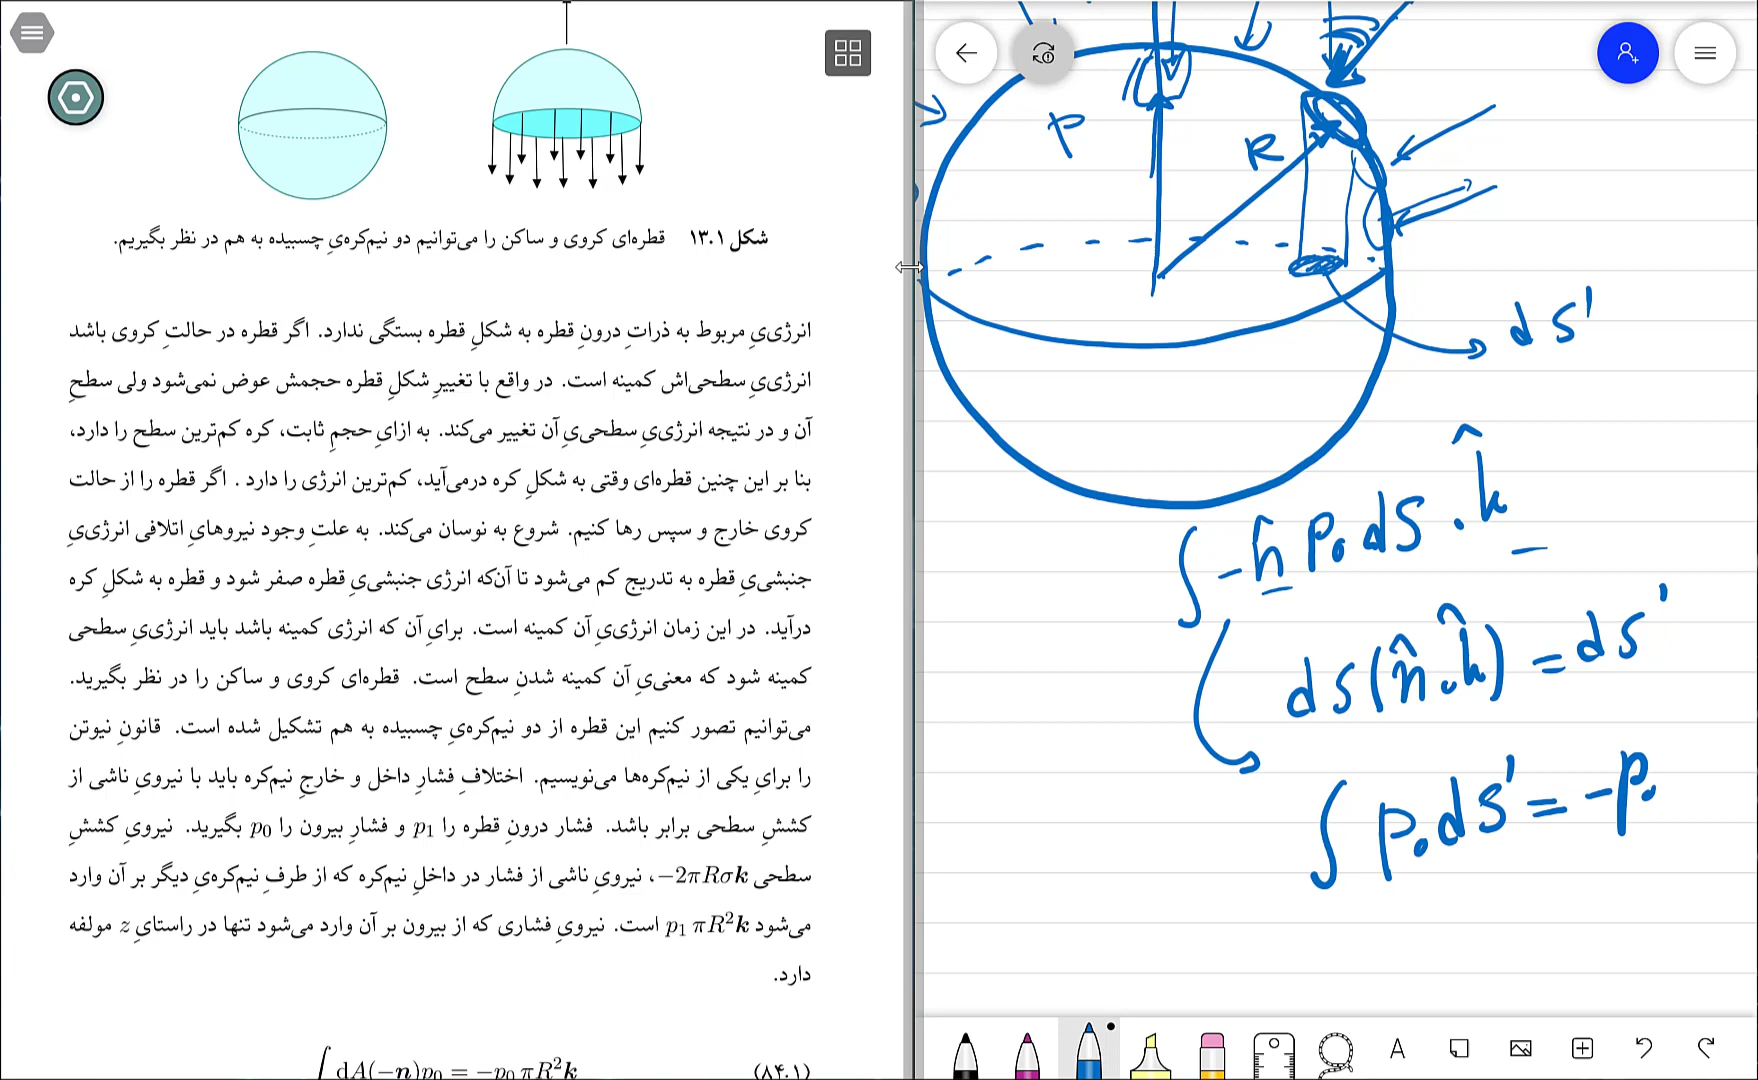 شکل ۱۳.۱ قطره‌ای کروی و ساکن را می‌توانیم دو نیم‌کره‌یِ چسبیده به هم در نظر بگیریم.
انرژی‌یِ مربوط به ذراتِ درونِ قطره به شکلِ قطره بستگی ندارد. اگر قطره در حالتِ کروی باشد
انرژی‌یِ سطحی‌اش کمینه است. در واقع با تغییرِ شکلِ قطره حجمش عوض نمی‌شود ولی سطحِ
آن و در نتیجه انرژی‌یِ سطحی‌یِ آن تغییر می‌کند. به ازایِ حجمِ ثابت، کره کم‌ترین سطح را دارد،
بنا بر این چنین قطره‌ای وقتی به شکلِ کره درمی‌آید، کم‌ترین انرژی را دارد . اگر قطره را از حالت
کروی خارج و سپس رها کنیم. شروع به نوسان می‌کند. به علتِ وجود نیروهایِ اتلافی انرژی‌یِ
جنبشی‌یِ قطره به تدریج کم می‌شود تا آن‌که انرژی جنبشی‌یِ قطره صفر شود و قطره به شکلِ کره
درآید. در این زمان انرژی‌یِ آن کمینه است. برایِ آن که انرژی کمینه باشد باید انرژی‌یِ سطحی
کمینه شود که معنی‌یِ آن کمینه شدنِ سطح است. قطره‌ای کروی و ساکن را در نظر بگیرید.
می‌توانیم تصور کنیم این قطره از دو نیم‌کره‌یِ چسبیده به هم تشکیل شده است. قانونِ نیوتن
را برایِ یکی از نیم‌کره‌ها می‌نویسیم. اختلافِ فشارِ داخل و خارجِ نیم‌کره باید با نیرویِ ناشی از
کششِ سطحی برابر باشد. فشار درونِ قطره را p₁ و فشارِ بیرون را p₀ بگیرید. نیرویِ کششِ
سطحی −2πRσk، نیرویِ ناشی از فشار در داخلِ نیم‌کره که از طرفِ نیم‌کره‌یِ دیگر بر آن وارد
می‌شود p₁ πR²k است. نیرویِ فشاری که از بیرون بر آن وارد می‌شود تنها در راستایِ z مولفه
دارد.
∫ dA(−n)p₀ = −p₀ πR²k (۸۴.۱)
P
R
ds'
∫ -n̂ P₀ ds . k̂
ds(n̂.k̂) = ds'
∫ P₀ ds' = -P₀
A